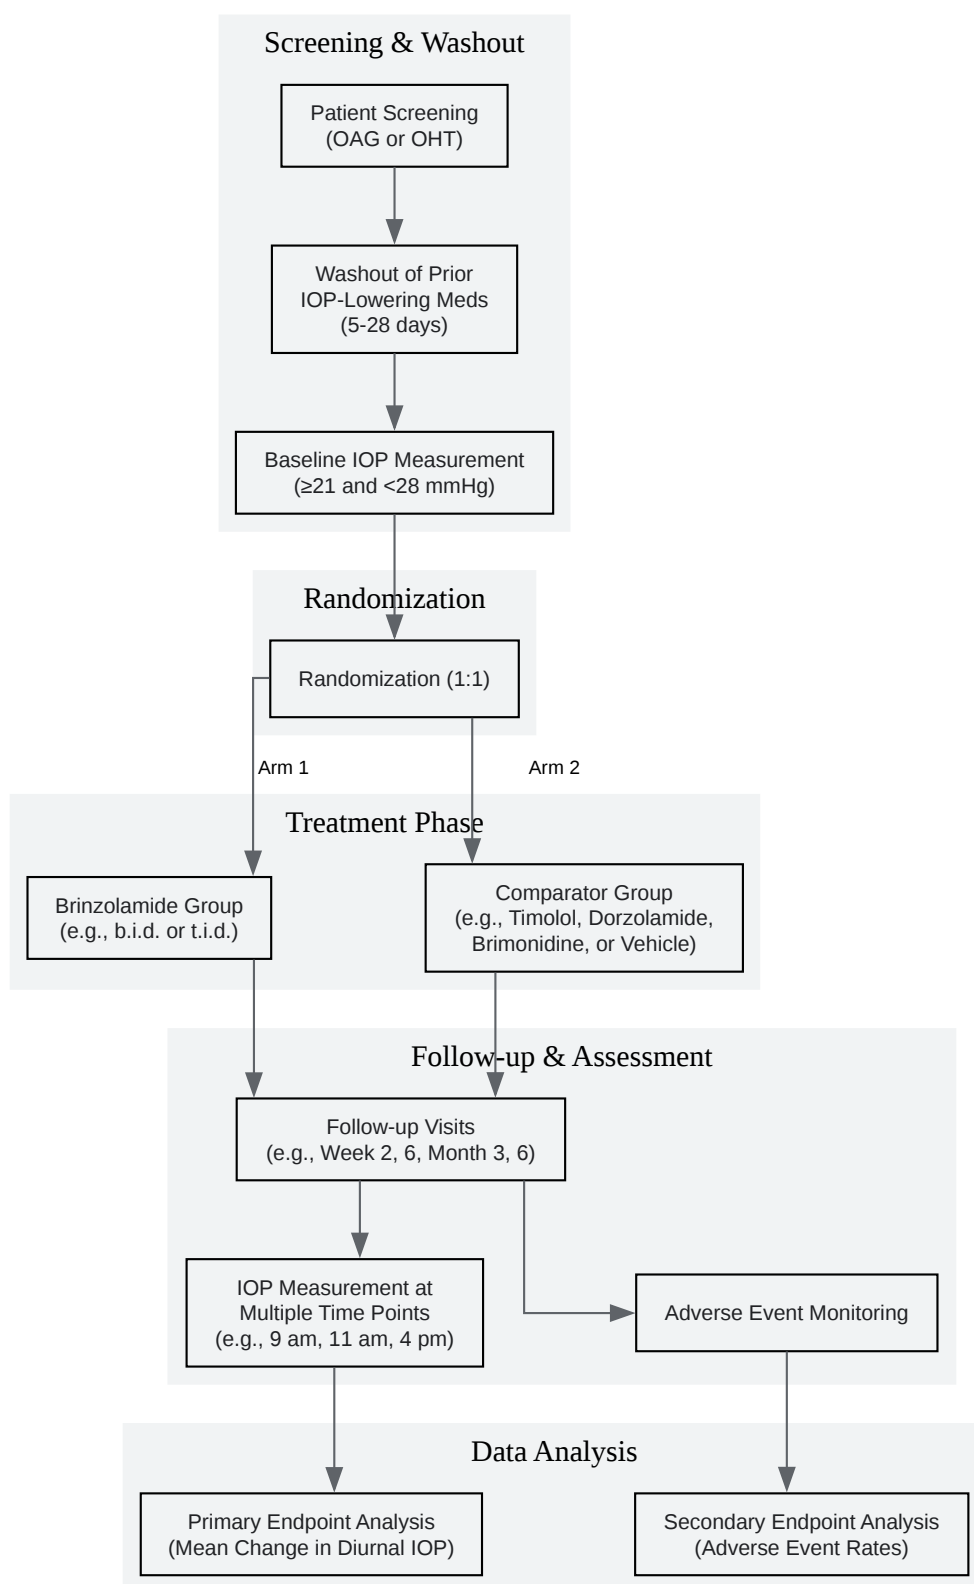 Screening & Washout
Patient Screening
(OAG or OHT)
Washout of Prior
IOP-Lowering Meds
(5-28 days)
Baseline IOP Measurement
(≥21 and <28 mmHg)
Randomization
Randomization (1:1)
Arm 1
Arm 2
Treatment Phase
Brinzolamide Group
(e.g., b.i.d. or t.i.d.)
Comparator Group
(e.g., Timolol, Dorzolamide,
Brimonidine, or Vehicle)
Follow-up & Assessment
Follow-up Visits
(e.g., Week 2, 6, Month 3, 6)
IOP Measurement at
Multiple Time Points
(e.g., 9 am, 11 am, 4 pm)
Adverse Event Monitoring
Data Analysis
Primary Endpoint Analysis
(Mean Change in Diurnal IOP)
Secondary Endpoint Analysis
(Adverse Event Rates)